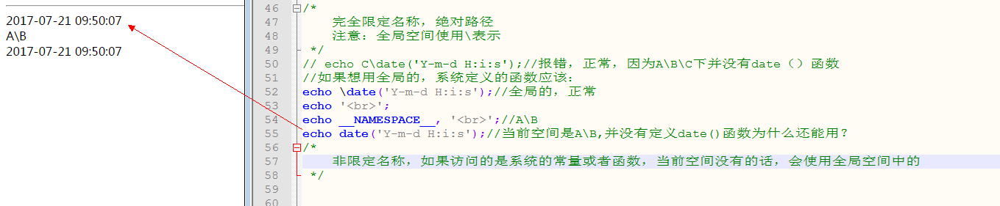 2017-07-21 09:50:07
A\B
2017-07-21 09:50:07
46 /*
47 完全限定名称，绝对路径
48 注意：全局空间使用\表示
49 */
50 // echo C\date('Y-m-d H:i:s');//报错，正常，因为A\B\C下并没有date（）函数
51 //如果想用全局的，系统定义的函数应该：
52 echo \date('Y-m-d H:i:s');//全局的，正常
53 echo '<br>';
54 echo __NAMESPACE__, '<br>';//A\B
55 echo date('Y-m-d H:i:s');//当前空间是A\B,并没有定义date()函数为什么还能用？
56 /*
57 非限定名称，如果访问的是系统的常量或者函数，当前空间没有的话，会使用全局空间中的
58 */
59
60